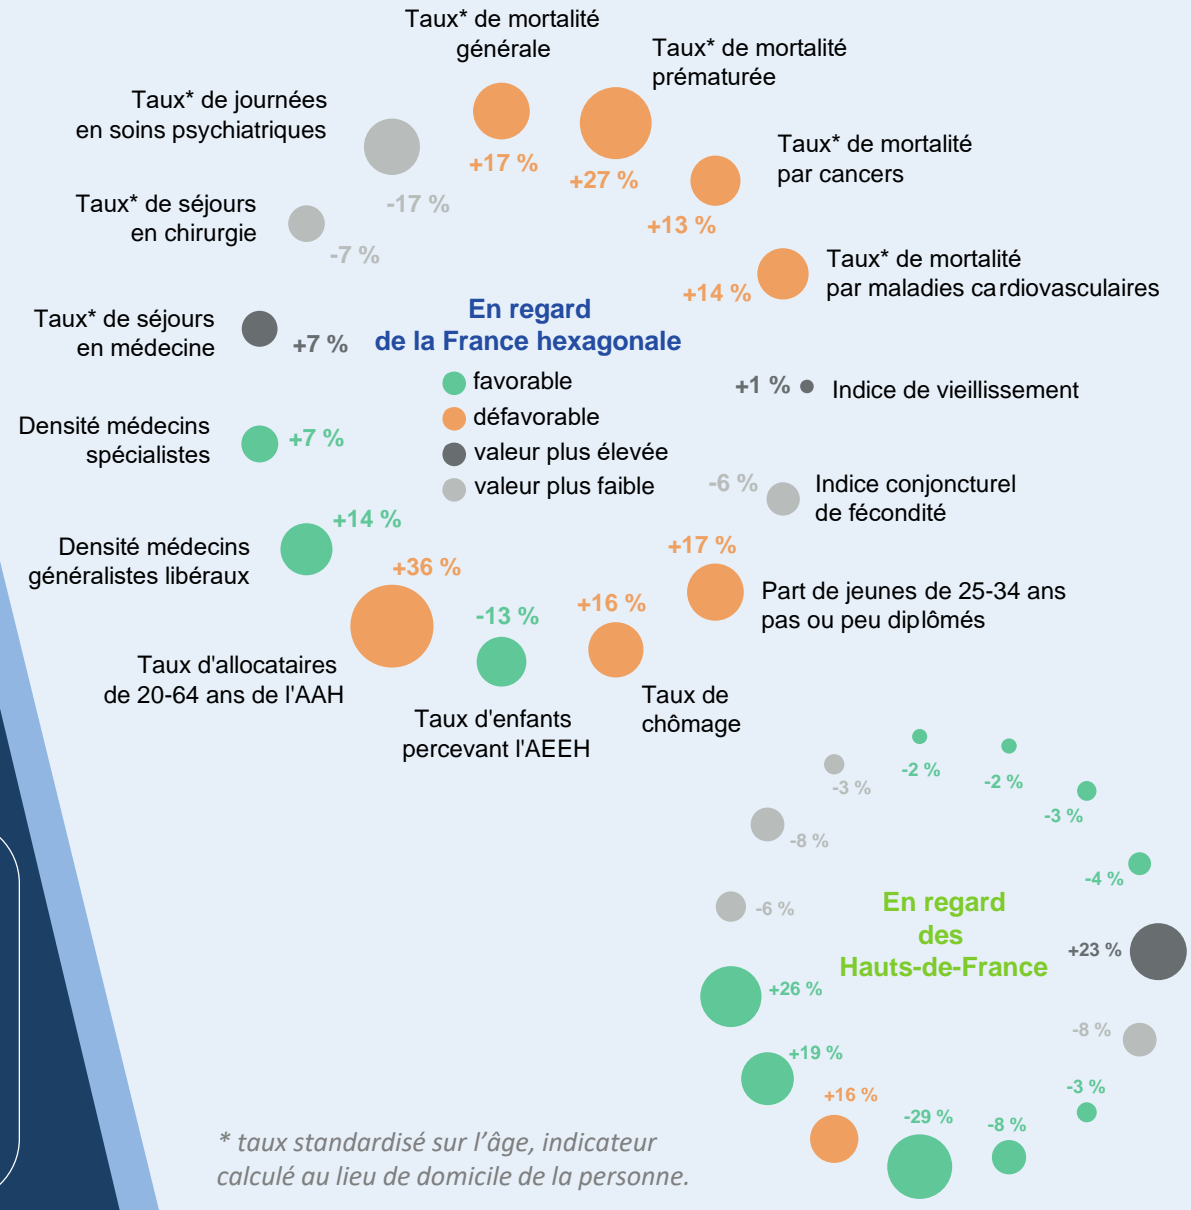 Taux* de mortalité
générale
+17 %
Taux* de mortalité
prématurée
+27 %
Taux* de mortalité
par cancers
+13 %
Taux* de mortalité
par maladies cardiovasculaires
+14 %
+1 %
Indice de vieillissement
-6 %
Indice conjoncturel
de fécondité
+17 %
Part de jeunes de 25-34 ans
pas ou peu diplômés
+16 %
Taux de
chômage
-13 %
Taux d'enfants
percevant l'AEEH
+36 %
Taux d'allocataires
de 20-64 ans de l'AAH
+14 %
Densité médecins
généralistes libéraux
+7 %
Densité médecins
spécialistes
+7 %
Taux* de séjours
en médecine
-7 %
Taux* de séjours
en chirurgie
-17 %
Taux* de journées
en soins psychiatriques
En regard
de la France hexagonale
favorable
défavorable
valeur plus élevée
valeur plus faible
-2 %
-2 %
-3 %
-4 %
+23 %
-8 %
-3 %
-8 %
-29 %
+16 %
+19 %
+26 %
-6 %
-8 %
-3 %
En regard
des
Hauts-de-France
* taux standardisé sur l’âge, indicateur
calculé au lieu de domicile de la personne.